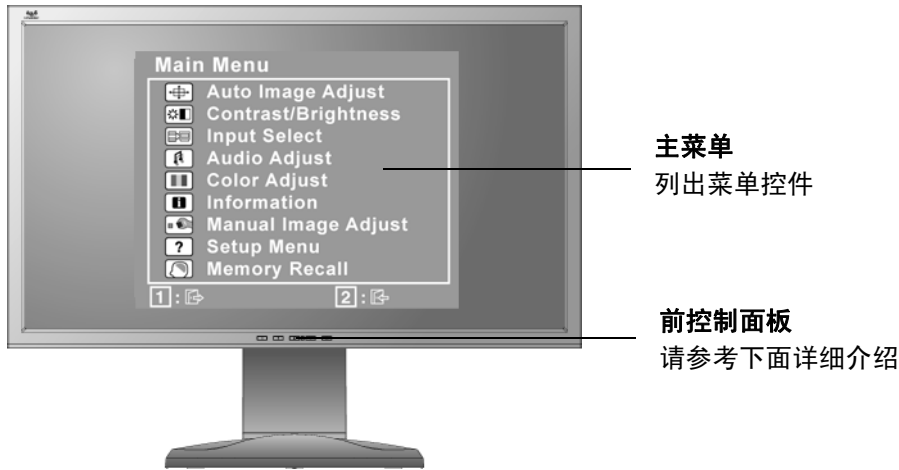 Main Menu
Auto Image Adjust
Contrast/Brightness
Input Select
Audio Adjust
Color Adjust
Information
Manual Image Adjust
Setup Menu
Memory Recall
1 : 2 :
主菜单
列出菜单控件
前控制面板
请参考下面详细介绍